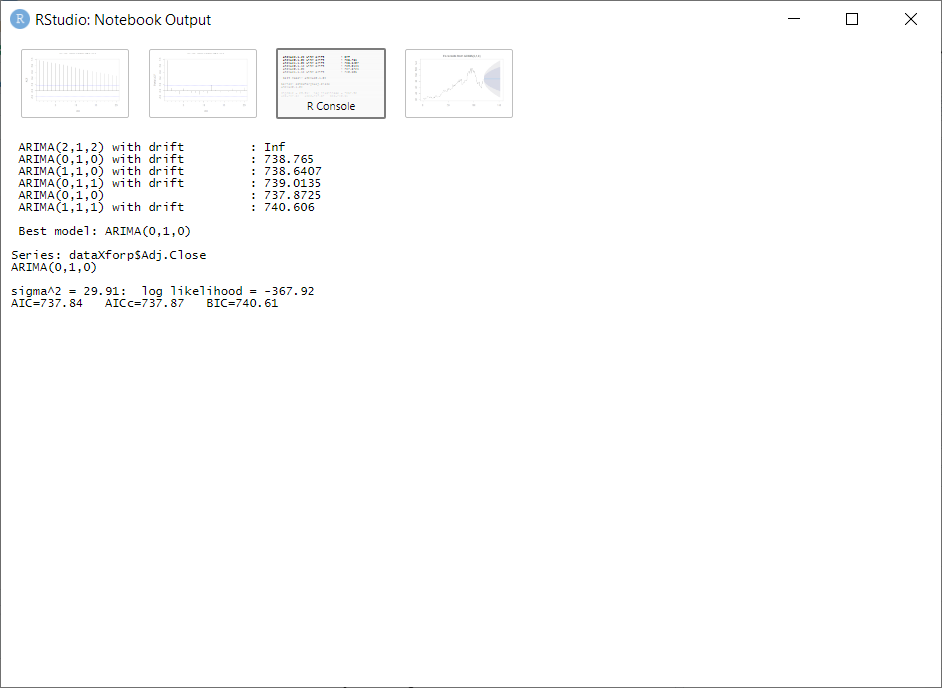 RStudio: Notebook Output
R Console
ARIMA(2,1,2) with drift : Inf
ARIMA(0,1,0) with drift : 738.765
ARIMA(1,1,0) with drift : 738.6407
ARIMA(0,1,1) with drift : 739.0135
ARIMA(0,1,0) : 737.8725
ARIMA(1,1,1) with drift : 740.606
Best model: ARIMA(0,1,0)
Series: dataXforp$Adj.Close
ARIMA(0,1,0)
sigma^2 = 29.91: log likelihood = -367.92
AIC=737.84 AICc=737.87 BIC=740.61